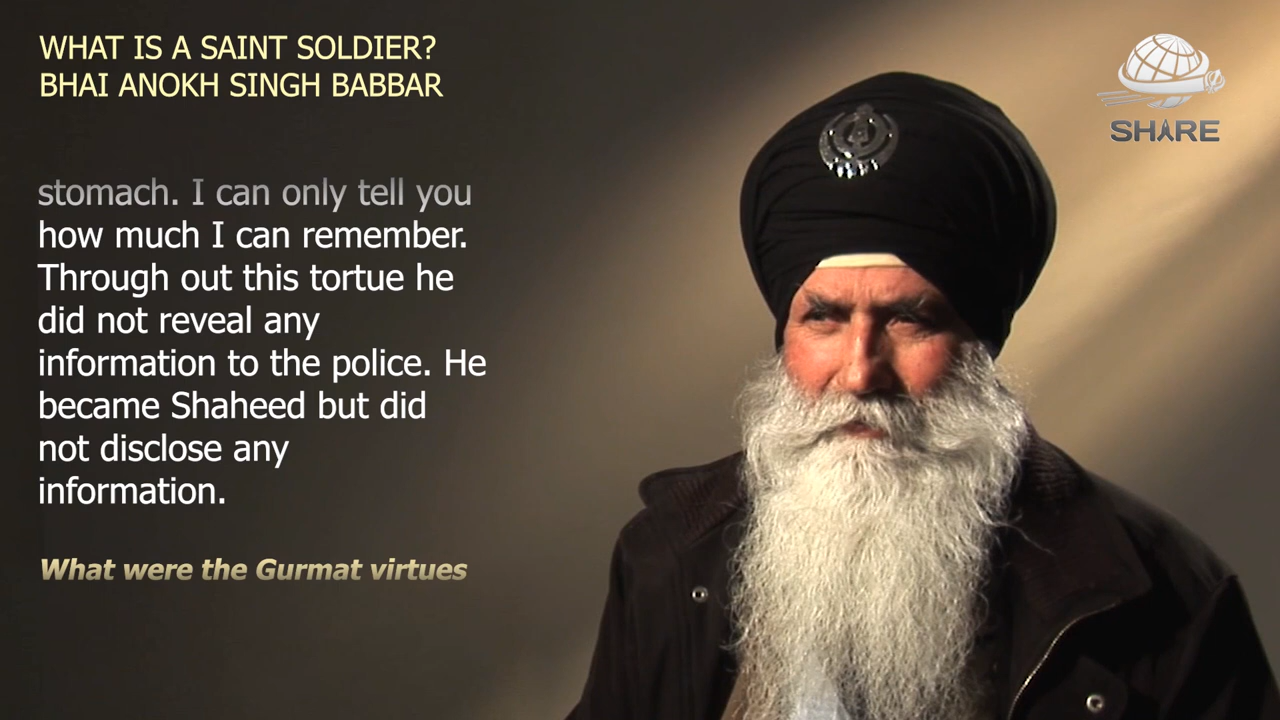 WHAT IS A SAINT SOLDIER?
BHAI ANOKH SINGH BABBAR
SHARE
stomach. I can only tell you
how much I can remember.
Through out this tortue he
did not reveal any
information to the police. He
became Shaheed but did
not disclose any
information.
What were the Gurmat virtues